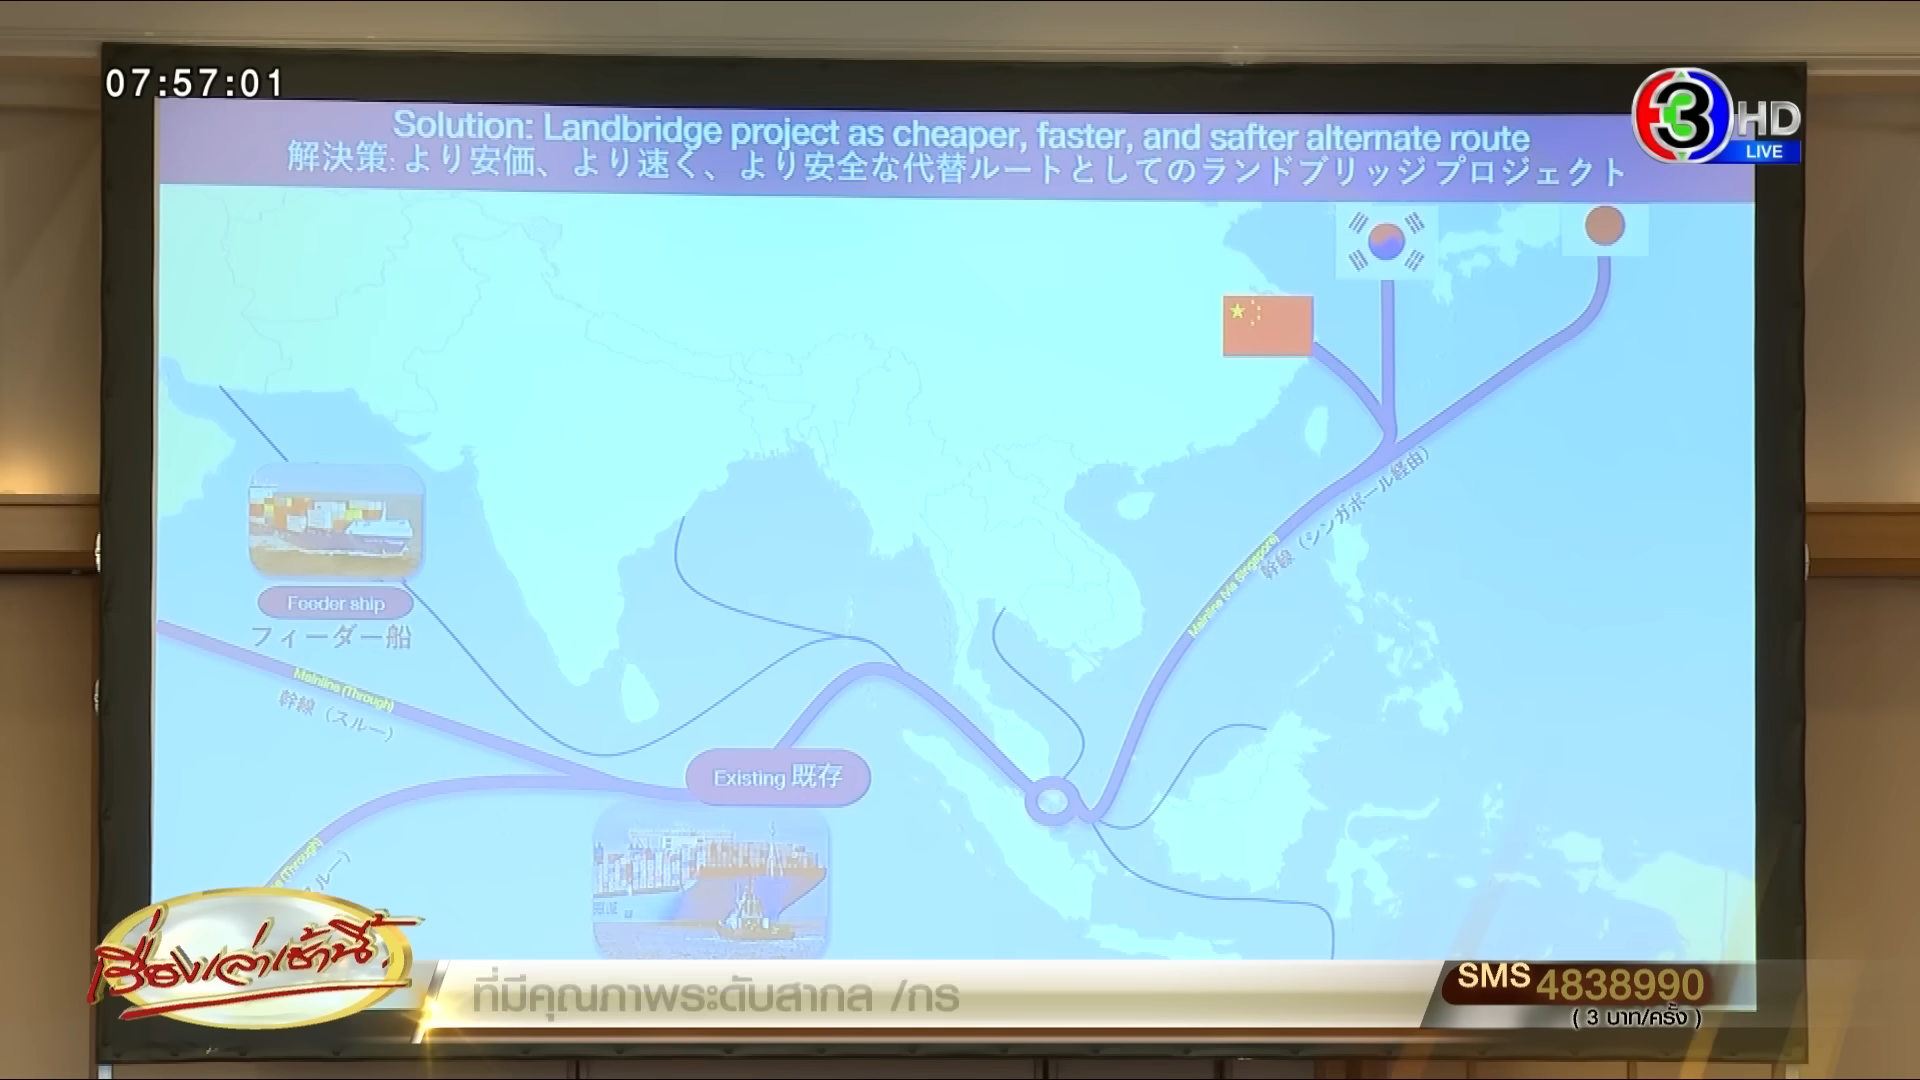 07:57:01
3 HD
LIVE
Solution: Landbridge project as cheaper, faster, and safter alternate route
解決策: より安価、より速く、より安全な代替ルートとしてのランドブリッジプロジェクト
Feeder ship
フィーダー船
Mainline (Through)
幹線（スルー）
Mainline (via Singapore)
幹線（シンガポール経由）
Existing 既存
(Through)
ルー）
เรื่องเล่าเช้านี้
ที่มีคุณภาพระดับสากล /กร
SMS 4838990
( 3 บาท/ครั้ง )